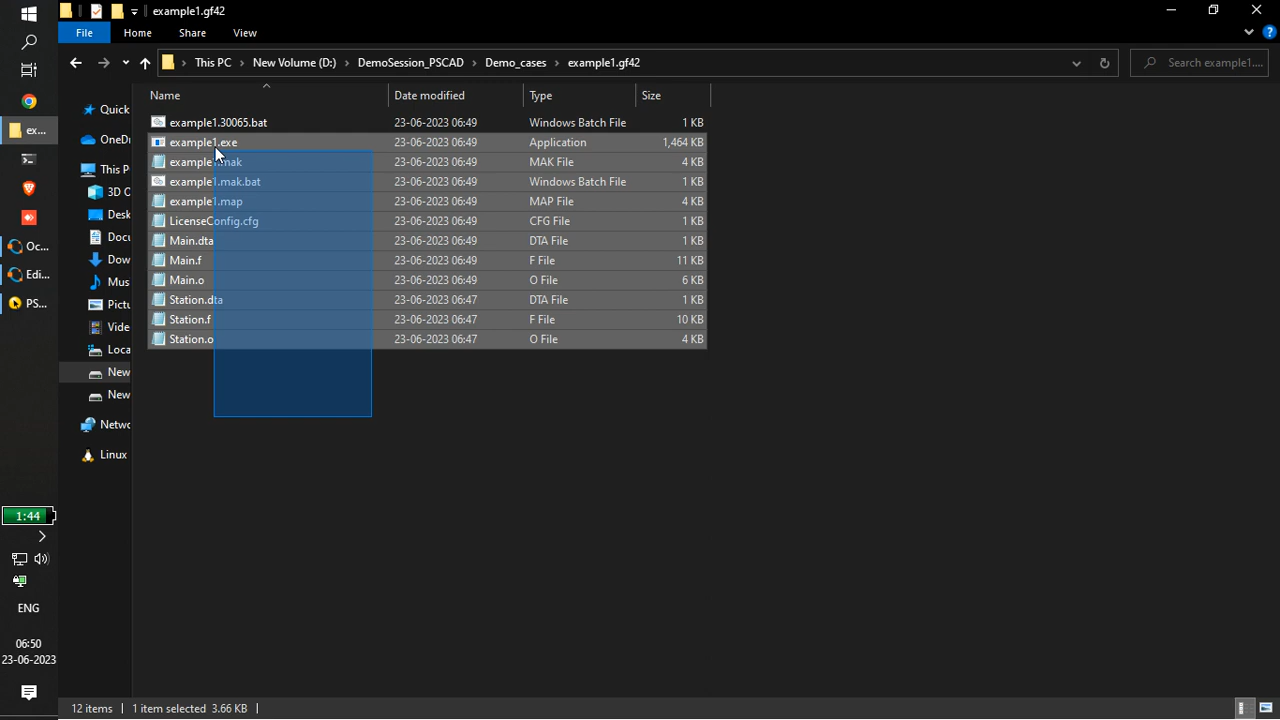 example1.gf42
File Home Share View
This PC New Volume (D:) DemoSession_PSCAD Demo_cases example1.gf42 Search example1....
Name Date modified Type Size
example1.30065.bat 23-06-2023 06:49 Windows Batch File 1 KB
example1.exe 23-06-2023 06:49 Application 1,464 KB
example1.mak 23-06-2023 06:49 MAK File 4 KB
example1.mak.bat 23-06-2023 06:49 Windows Batch File 1 KB
example1.map 23-06-2023 06:49 MAP File 4 KB
LicenseConfig.cfg 23-06-2023 06:49 CFG File 1 KB
Main.dta 23-06-2023 06:49 DTA File 1 KB
Main.f 23-06-2023 06:49 F File 11 KB
Main.o 23-06-2023 06:49 O File 6 KB
Station.dta 23-06-2023 06:47 DTA File 1 KB
Station.f 23-06-2023 06:47 F File 10 KB
Station.o 23-06-2023 06:47 O File 4 KB
Quick
OneD
This P
3D O
Desk
Docu
Dow
Mus
Pictu
Vide
Loca
New
New
Netwo
Linux
ex...
Oc...
Edi...
PS...
1:44
ENG
06:50
23-06-2023
12 items 1 item selected 3.66 KB